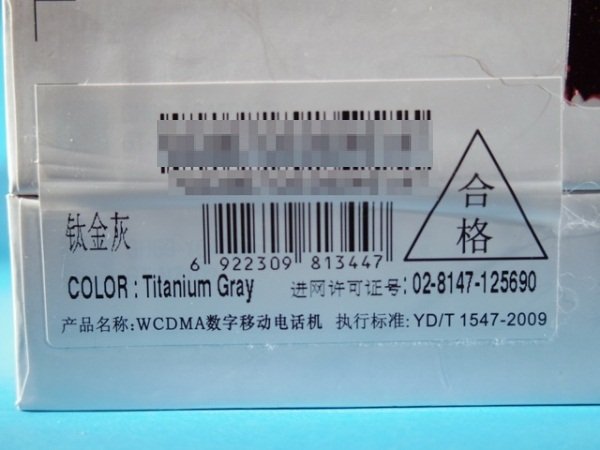 合
格
钛金灰
6 922309 813447
COLOR : Titanium Gray 进网许可证号: 02-8147-125690
产品名称: WCDMA数字移动电话机 执行标准: YD/T 1547-2009